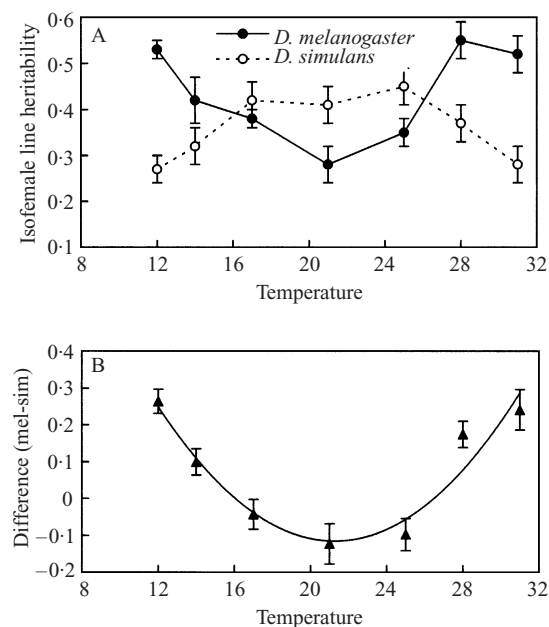 0·6
A
D. melanogaster
D. simulans
0·5
0·4
0·3
0·2
0·1
Isofemale line heritability
8 12 16 20 24 28 32
Temperature
0·4
B
0·3
0·2
0·1
0
−0·1
−0·2
Difference (mel-sim)
8 12 16 20 24 28 32
Temperature